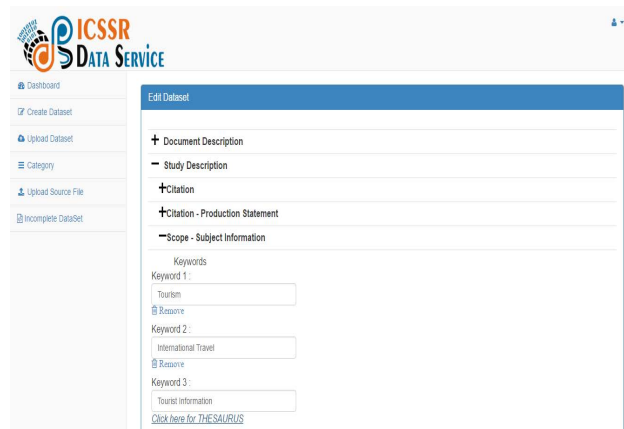 ICSSR
DATA SERVICE
Dashboard
Create Dataset
Upload Dataset
Category
Upload Source File
Incomplete DataSet
Edit Dataset
+ Document Description
− Study Description
+Citation
+Citation - Production Statement
−Scope - Subject Information
Keywords
Keyword 1 :
Tourism
Remove
Keyword 2 :
International Travel
Remove
Keyword 3 :
Tourist Information
Click here for THESAURUS